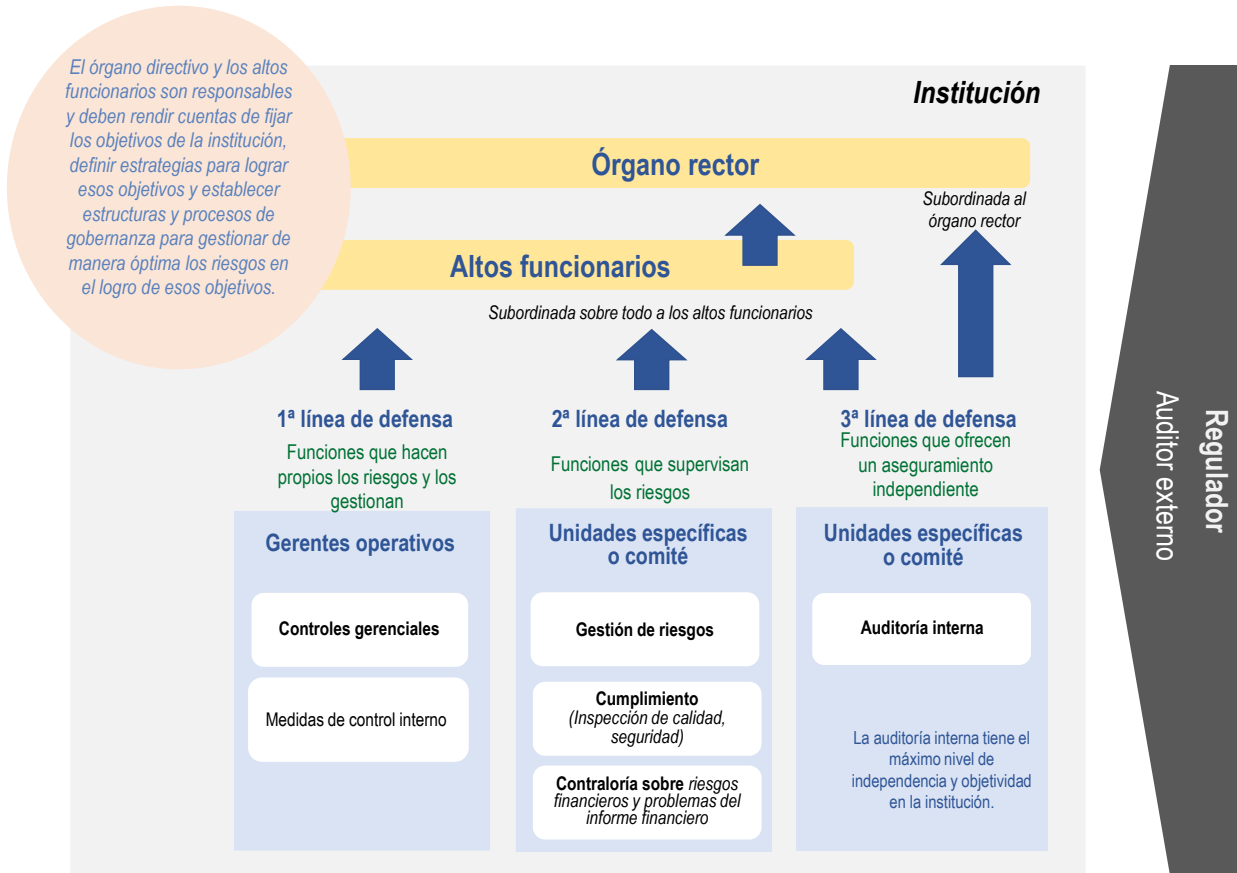 El órgano directivo y los altos
funcionarios son responsables
y deben rendir cuentas de fijar
los objetivos de la institución,
definir estrategias para lograr
esos objetivos y establecer
estructuras y procesos de
gobernanza para gestionar de
manera óptima los riesgos en
el logro de esos objetivos.
Institución
Órgano rector
Subordinada al
órgano rector
Altos funcionarios
Subordinada sobre todo a los altos funcionarios
1ª línea de defensa
Funciones que hacen
propios los riesgos y los
gestionan
Gerentes operativos
Controles gerenciales
Medidas de control interno
2ª línea de defensa
Funciones que supervisan
los riesgos
Unidades específicas
o comité
Gestión de riesgos
Cumplimiento
(Inspección de calidad,
seguridad)
Contraloría sobre riesgos
financieros y problemas del
informe financiero
3ª línea de defensa
Funciones que ofrecen
un aseguramiento
independiente
Unidades específicas
o comité
Auditoría interna
La auditoría interna tiene el
máximo nivel de
independencia y objetividad
en la institución.
Regulador
Auditor externo